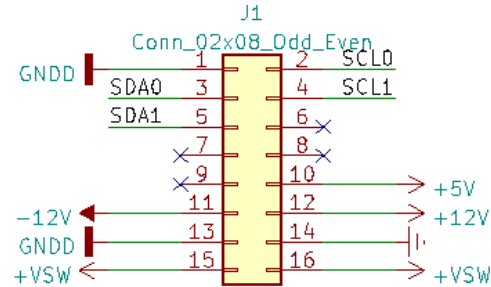 J1
Conn_02x08_Odd_Even
GNDD 1 2 SCL0
SDA0 3 4 SCL1
SDA1 5 6
7 8
9 10 +5V
-12V 11 12 +12V
GNDD 13 14
+VSW 15 16 +VSW